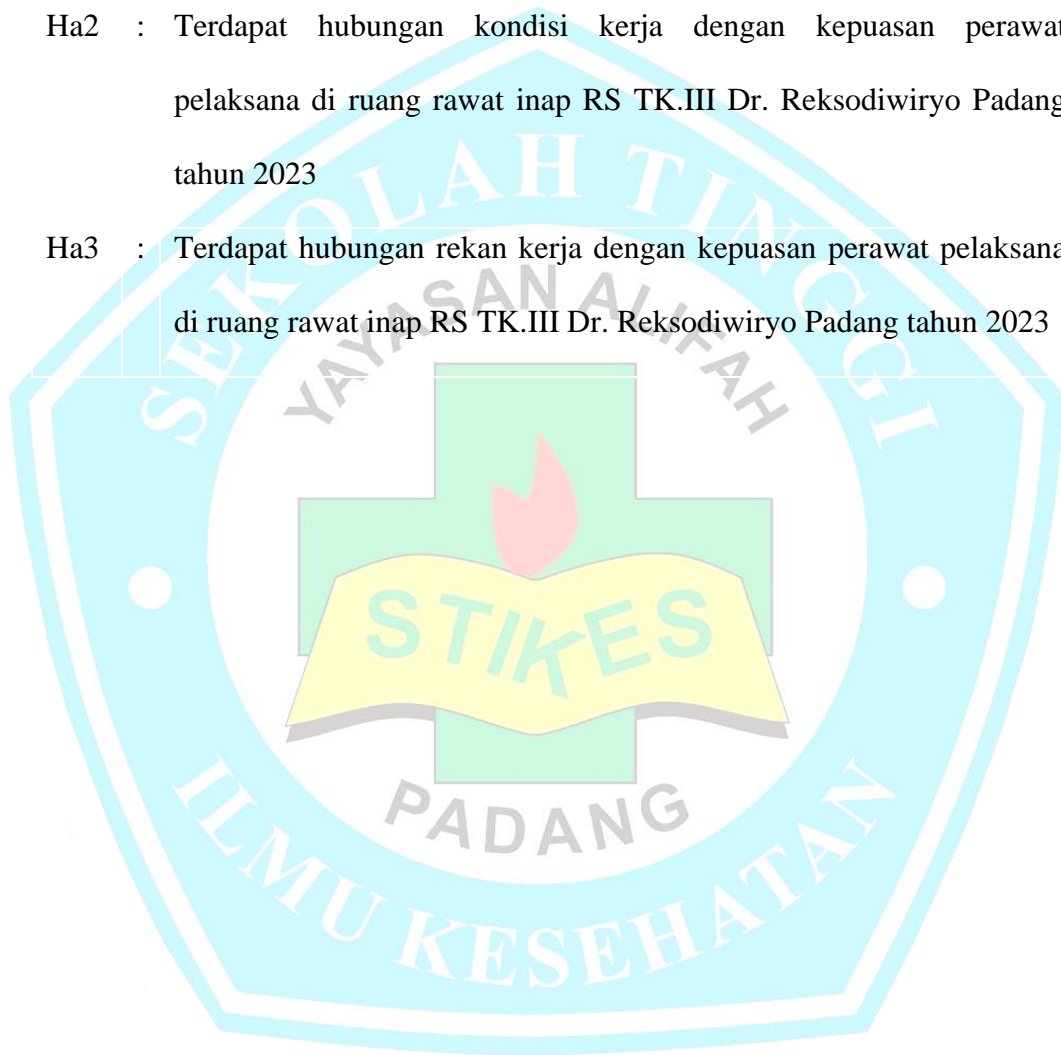 Ha2 : Terdapat hubungan kondisi kerja dengan kepuasan perawat
pelaksana di ruang rawat inap RS TK.III Dr. Reksodiwiryo Padang
tahun 2023
Ha3 : Terdapat hubungan rekan kerja dengan kepuasan perawat pelaksana
di ruang rawat inap RS TK.III Dr. Reksodiwiryo Padang tahun 2023
SEKOLAH TINGGI
YAYASAN ALIFAH
STIKES
PADANG
ILMU KESEHATAN